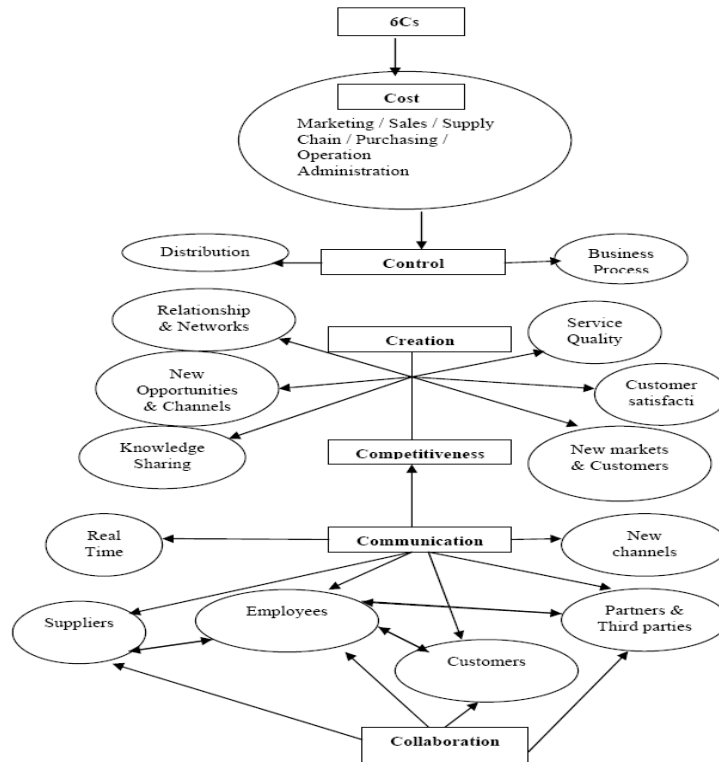 6Cs
Cost
Marketing / Sales / Supply
Chain / Purchasing /
Operation
Administration
Distribution
Control
Business
Process
Relationship
& Networks
Creation
Service
Quality
New
Opportunities
& Channels
Customer
satisfacti
Knowledge
Sharing
Competitiveness
New markets
& Customers
Real
Time
Communication
New
channels
Suppliers
Employees
Partners &
Third parties
Customers
Collaboration